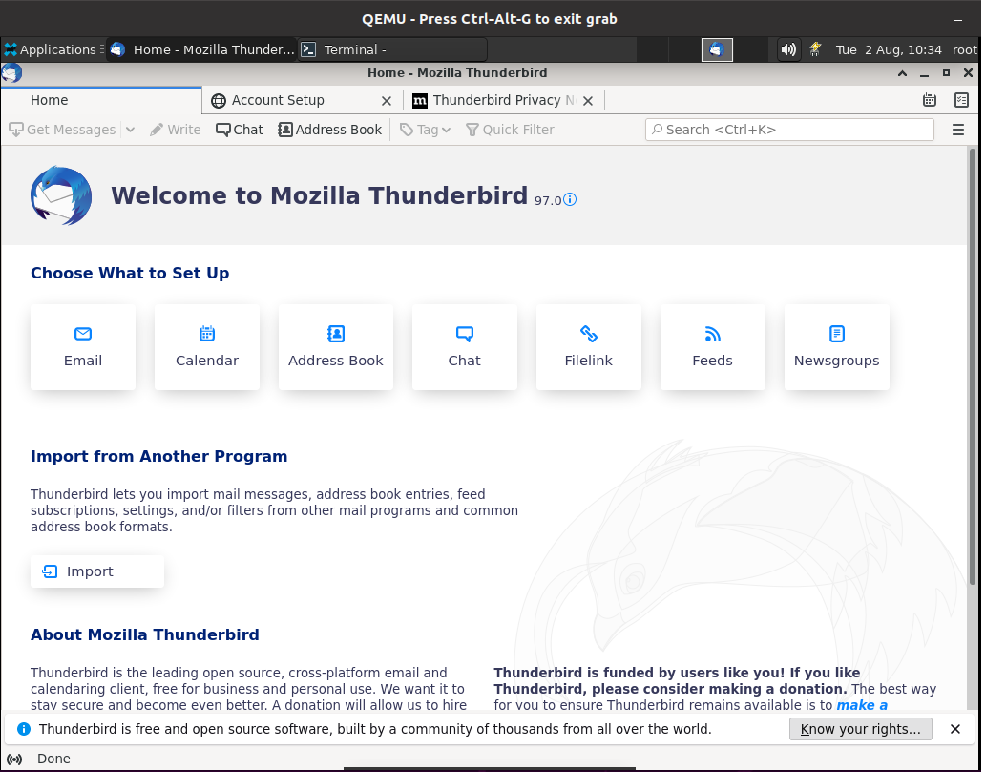 QEMU - Press Ctrl-Alt-G to exit grab
Applications
Home - Mozilla Thunder...
Terminal -
Tue 2 Aug, 10:34 root
Home - Mozilla Thunderbird
Home
Account Setup
m Thunderbird Privacy N
Get Messages
Write
Chat
Address Book
Tag
Quick Filter
Search <Ctrl+K>
Welcome to Mozilla Thunderbird 97.0
Choose What to Set Up
Email
Calendar
Address Book
Chat
Filelink
Feeds
Newsgroups
Import from Another Program
Thunderbird lets you import mail messages, address book entries, feed
subscriptions, settings, and/or filters from other mail programs and common
address book formats.
Import
About Mozilla Thunderbird
Thunderbird is the leading open source, cross-platform email and
calendaring client, free for business and personal use. We want it to
stay secure and become even better. A donation will allow us to hire
Thunderbird is funded by users like you! If you like
Thunderbird, please consider making a donation. The best way
for you to ensure Thunderbird remains available is to make a
Thunderbird is free and open source software, built by a community of thousands from all over the world.
Know your rights...
Done